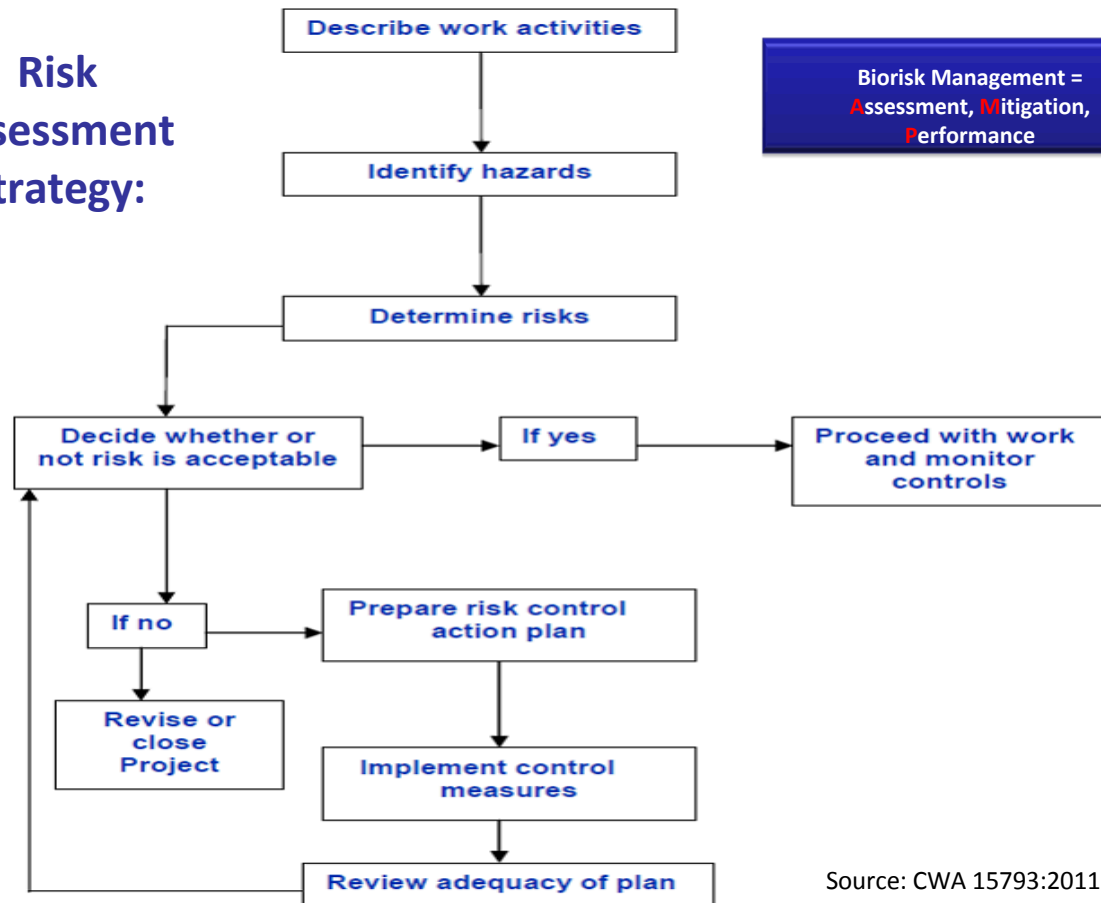 Risk
sessment
trategy:
Describe work activities
Biorisk Management =
Assessment, Mitigation,
Performance
Identify hazards
Determine risks
Decide whether or
not risk is acceptable
If yes
Proceed with work
and monitor
controls
If no
Prepare risk control
action plan
Revise or
close
Project
Implement control
measures
Review adequacy of plan
Source: CWA 15793:2011